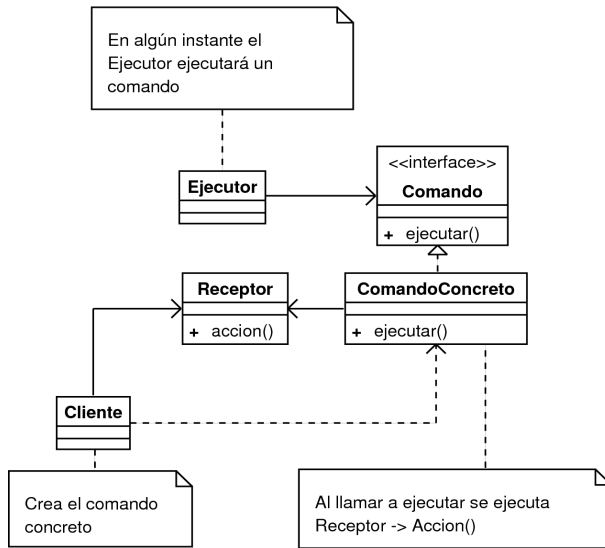 En algún instante el
Ejecutor ejecutará un
comando
<<interface>>
Comando
+ ejecutar()
Ejecutor
Receptor
+ accion()
ComandoConcreto
+ ejecutar()
Cliente
Crea el comando
concreto
Al llamar a ejecutar se ejecuta
Receptor -> Accion()